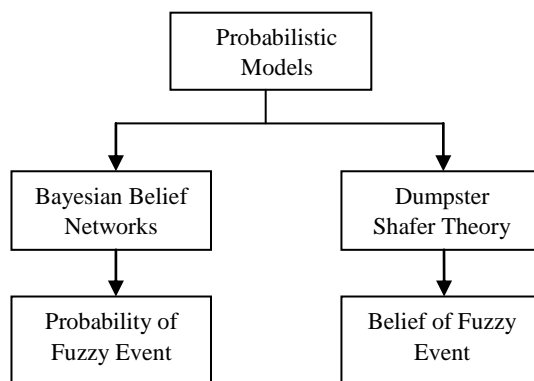 Probabilistic
Models
Bayesian Belief
Networks
Dumpster
Shafer Theory
Probability of
Fuzzy Event
Belief of Fuzzy
Event